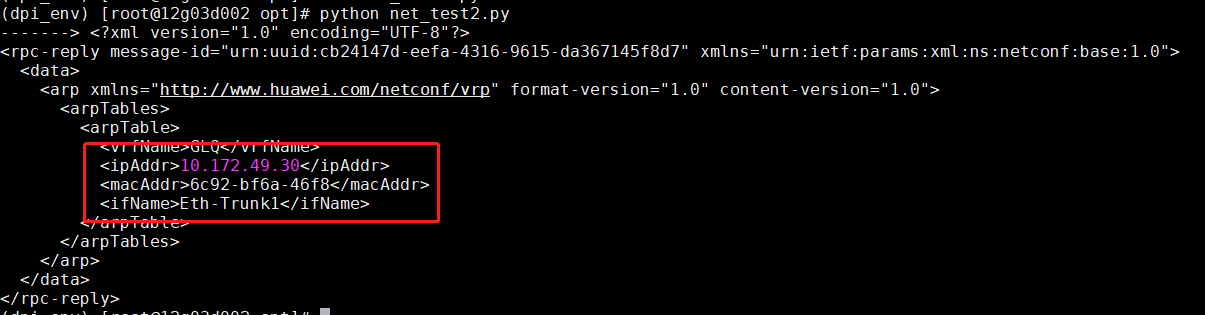 (dpi_env) [root@12g03d002 opt]# python net_test2.py
-------> <?xml version="1.0" encoding="UTF-8"?>
<rpc-reply message-id="urn:uuid:cb24147d-eefa-4316-9615-da367145f8d7" xmlns="urn:ietf:params:xml:ns:netconf:base:1.0">
  <data>
    <arp xmlns="http://www.huawei.com/netconf/vrp" format-version="1.0" content-version="1.0">
      <arpTables>
        <arpTable>
          <vrfName>GLQ</vrfName>
          <ipAddr>10.172.49.30</ipAddr>
          <macAddr>6c92-bf6a-46f8</macAddr>
          <ifName>Eth-Trunk1</ifName>
        </arpTable>
      </arpTables>
    </arp>
  </data>
</rpc-reply>
(dpi_env) [root@12g03d002 opt]#